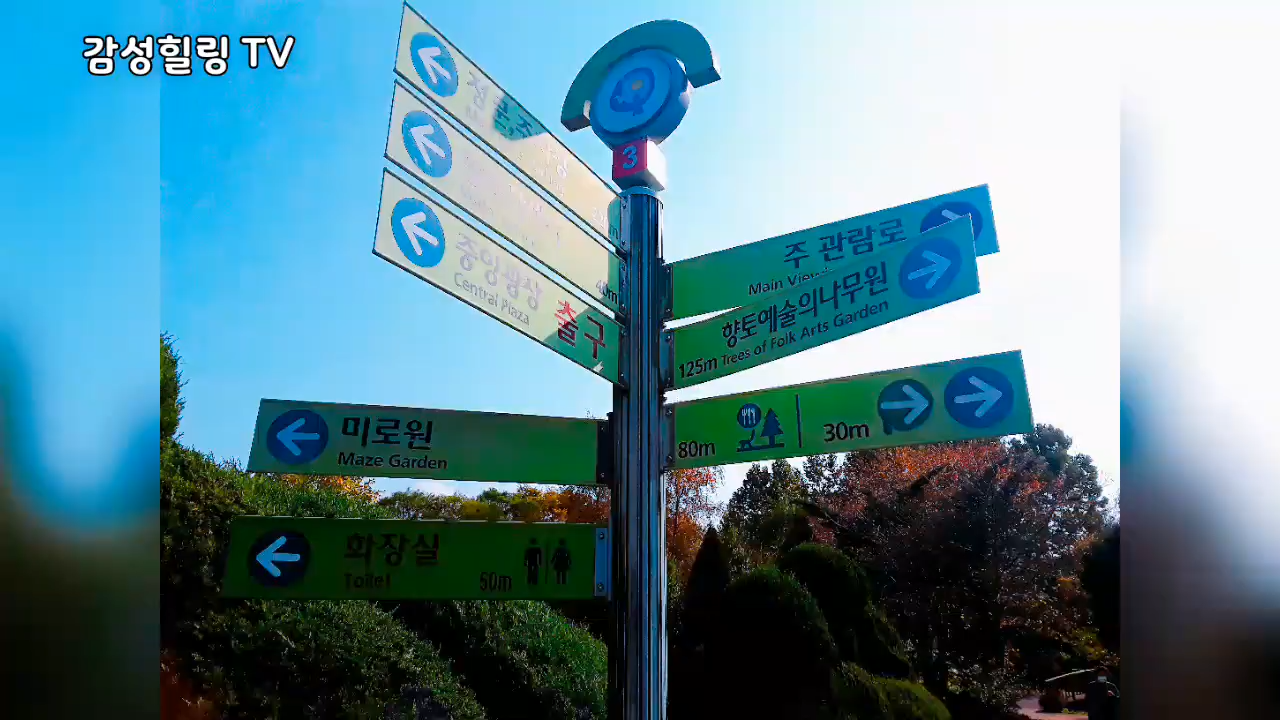 감성힐링 TV
3
중앙광장
Central Plaza
출구
40m
주 관람로
향토예술의나무원
125m Trees of Folk Arts Garden
80m
30m
미로원
Maze Garden
화장실
Toilet
50m